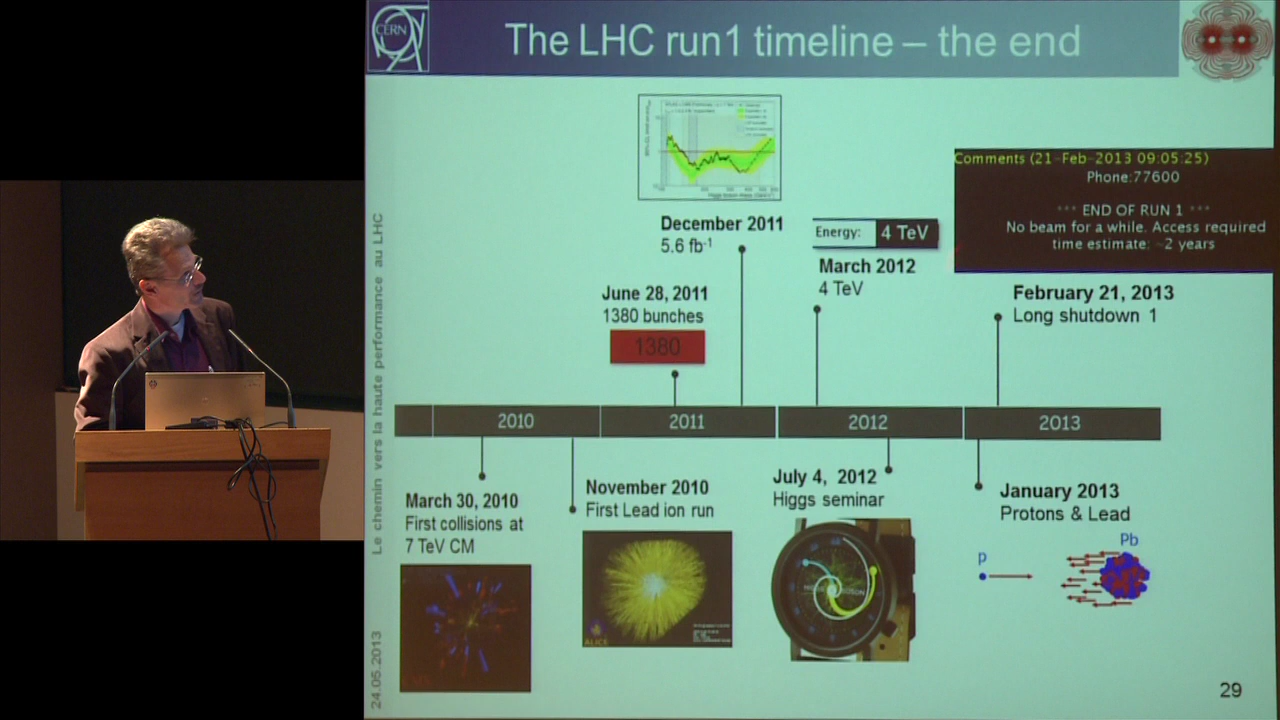 CERN
The LHC run1 timeline – the end
Comments (21-Feb-2013 09:05:25)
Phone:77600
*** END OF RUN 1 ***
No beam for a while. Access required
time estimate: ~2 years
December 2011
5.6 fb-1
Energy: 4 TeV
March 2012
4 TeV
June 28, 2011
1380 bunches
1380
February 21, 2013
Long shutdown 1
2010
2011
2012
2013
March 30, 2010
First collisions at
7 TeV CM
November 2010
First Lead ion run
ALICE
July 4, 2012
Higgs seminar
January 2013
Protons & Lead
p
Pb
24.05.2013
Le chemin vers la haute performance au LHC
29